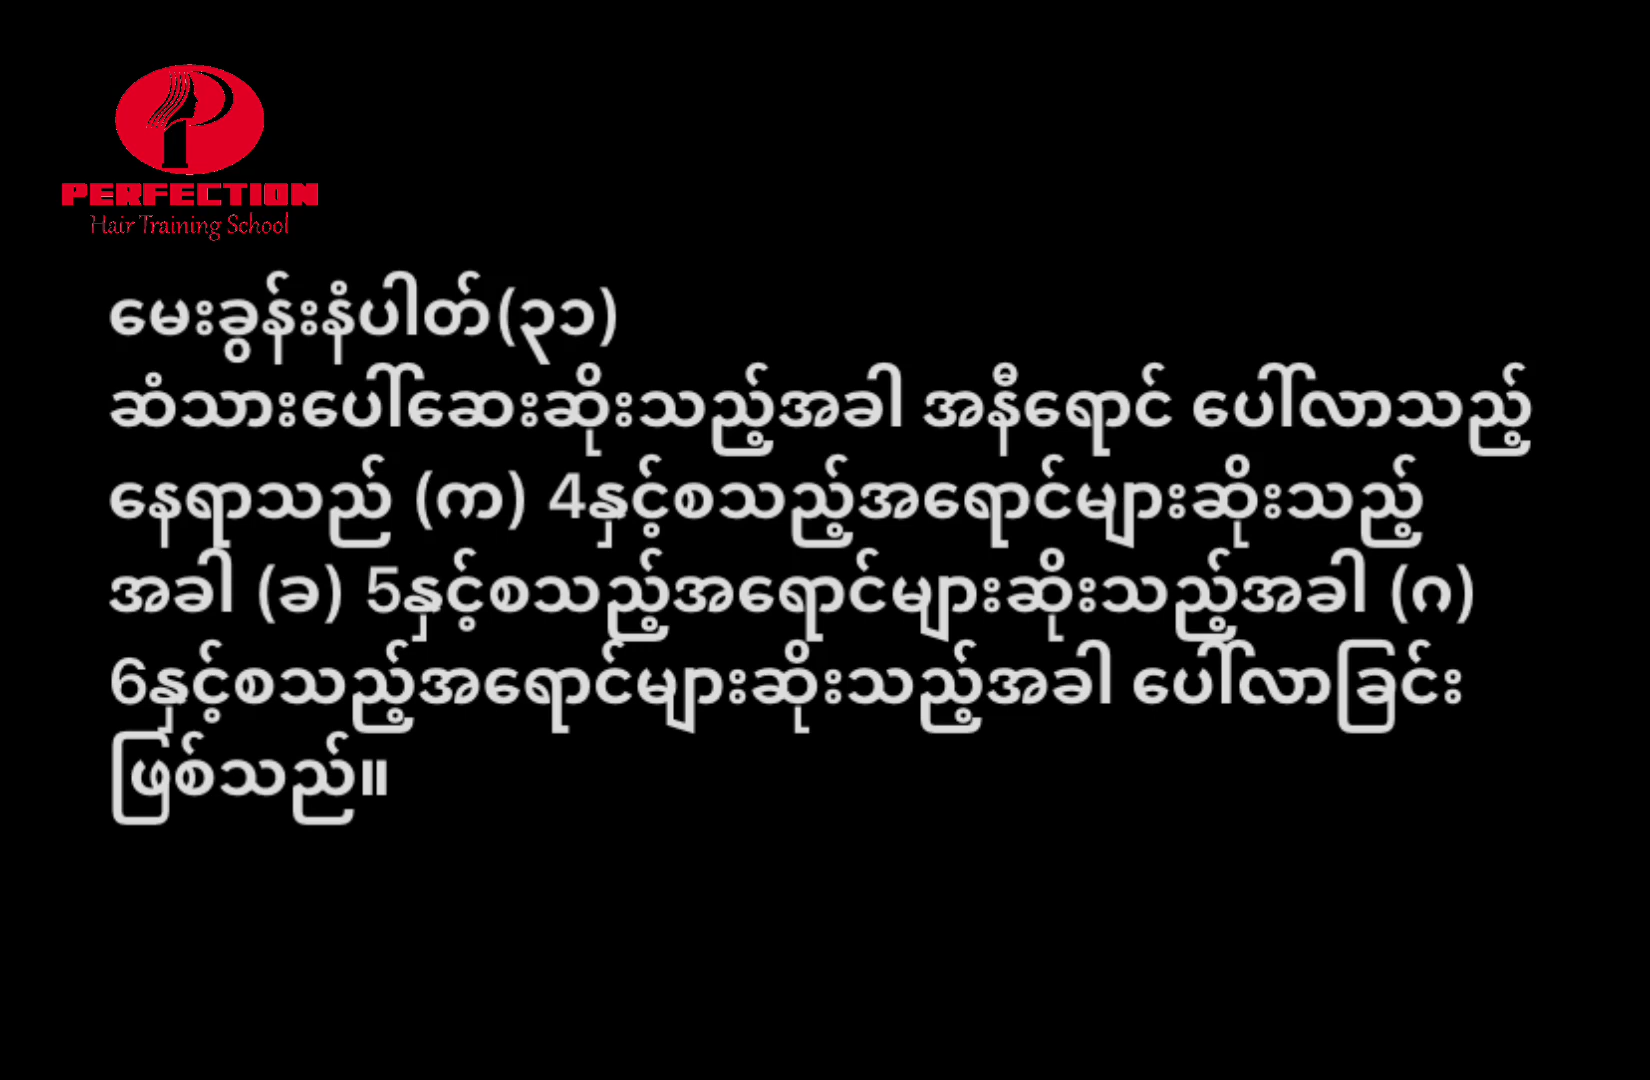 PERFECTION
Hair Training School
မေးခွန်းနံပါတ်(၃၁)
ဆံသားပေါ်ဆေးဆိုးသည့်အခါ အနီရောင် ပေါ်လာသည့်
နေရာသည် (က) 4နှင့်စသည့်အရောင်များဆိုးသည့်
အခါ (ခ) 5နှင့်စသည့်အရောင်များဆိုးသည့်အခါ (ဂ)
6နှင့်စသည့်အရောင်များဆိုးသည့်အခါ ပေါ်လာခြင်း
ဖြစ်သည်။